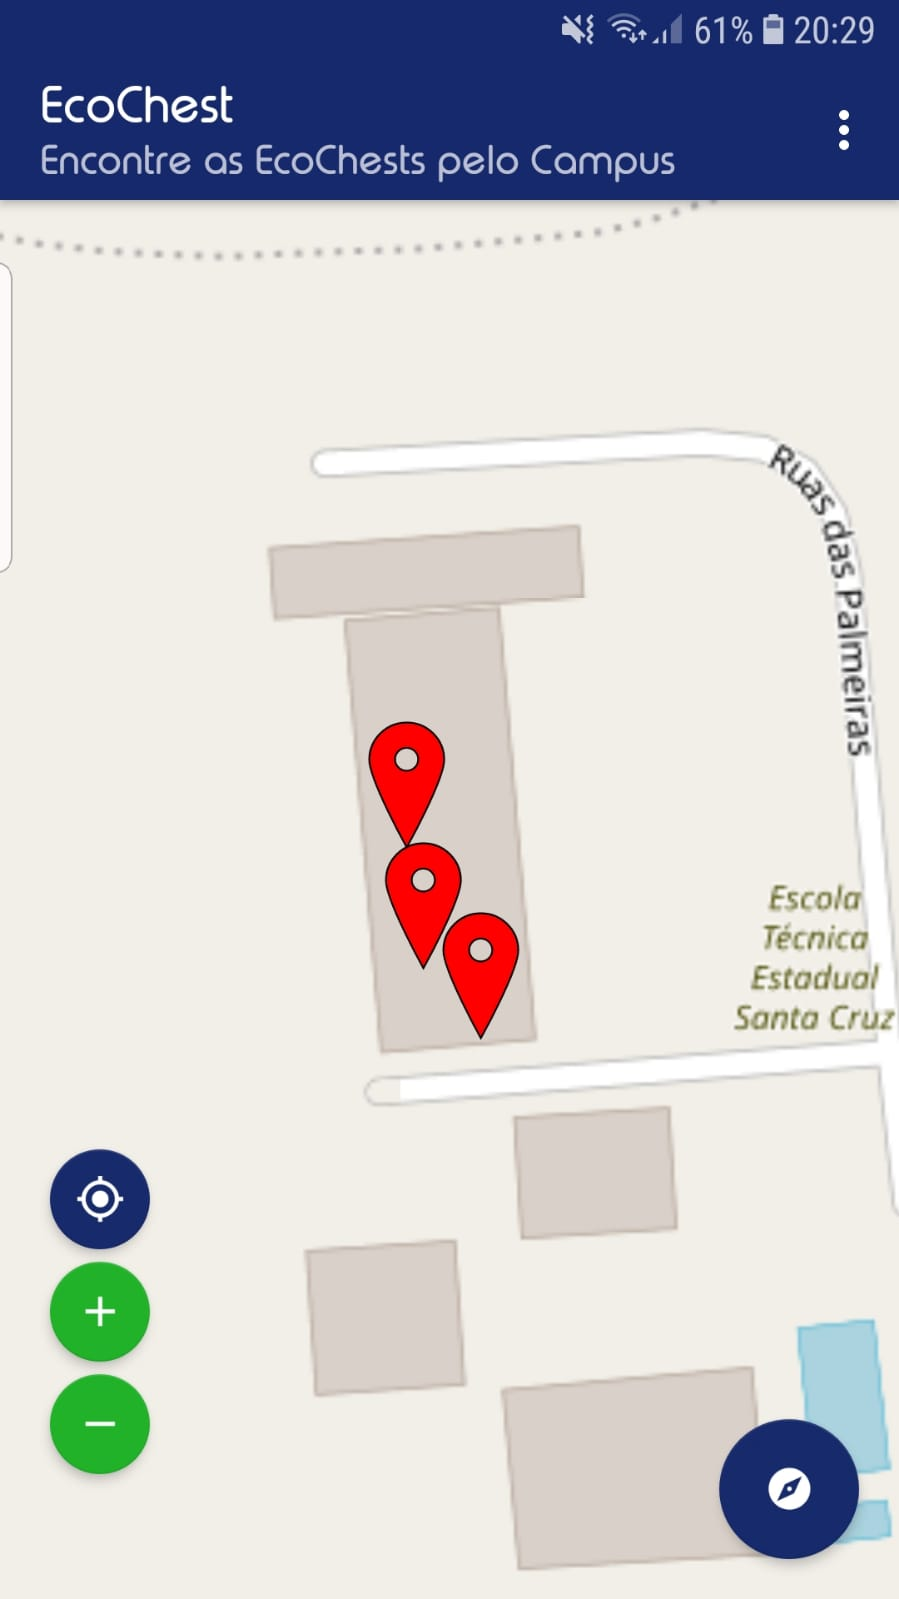 61% 20:29
EcoChest
Encontre as EcoChests pelo Campus
Ruas das Palmeiras
Escola
Técnica
Estadual
Santa Cruz